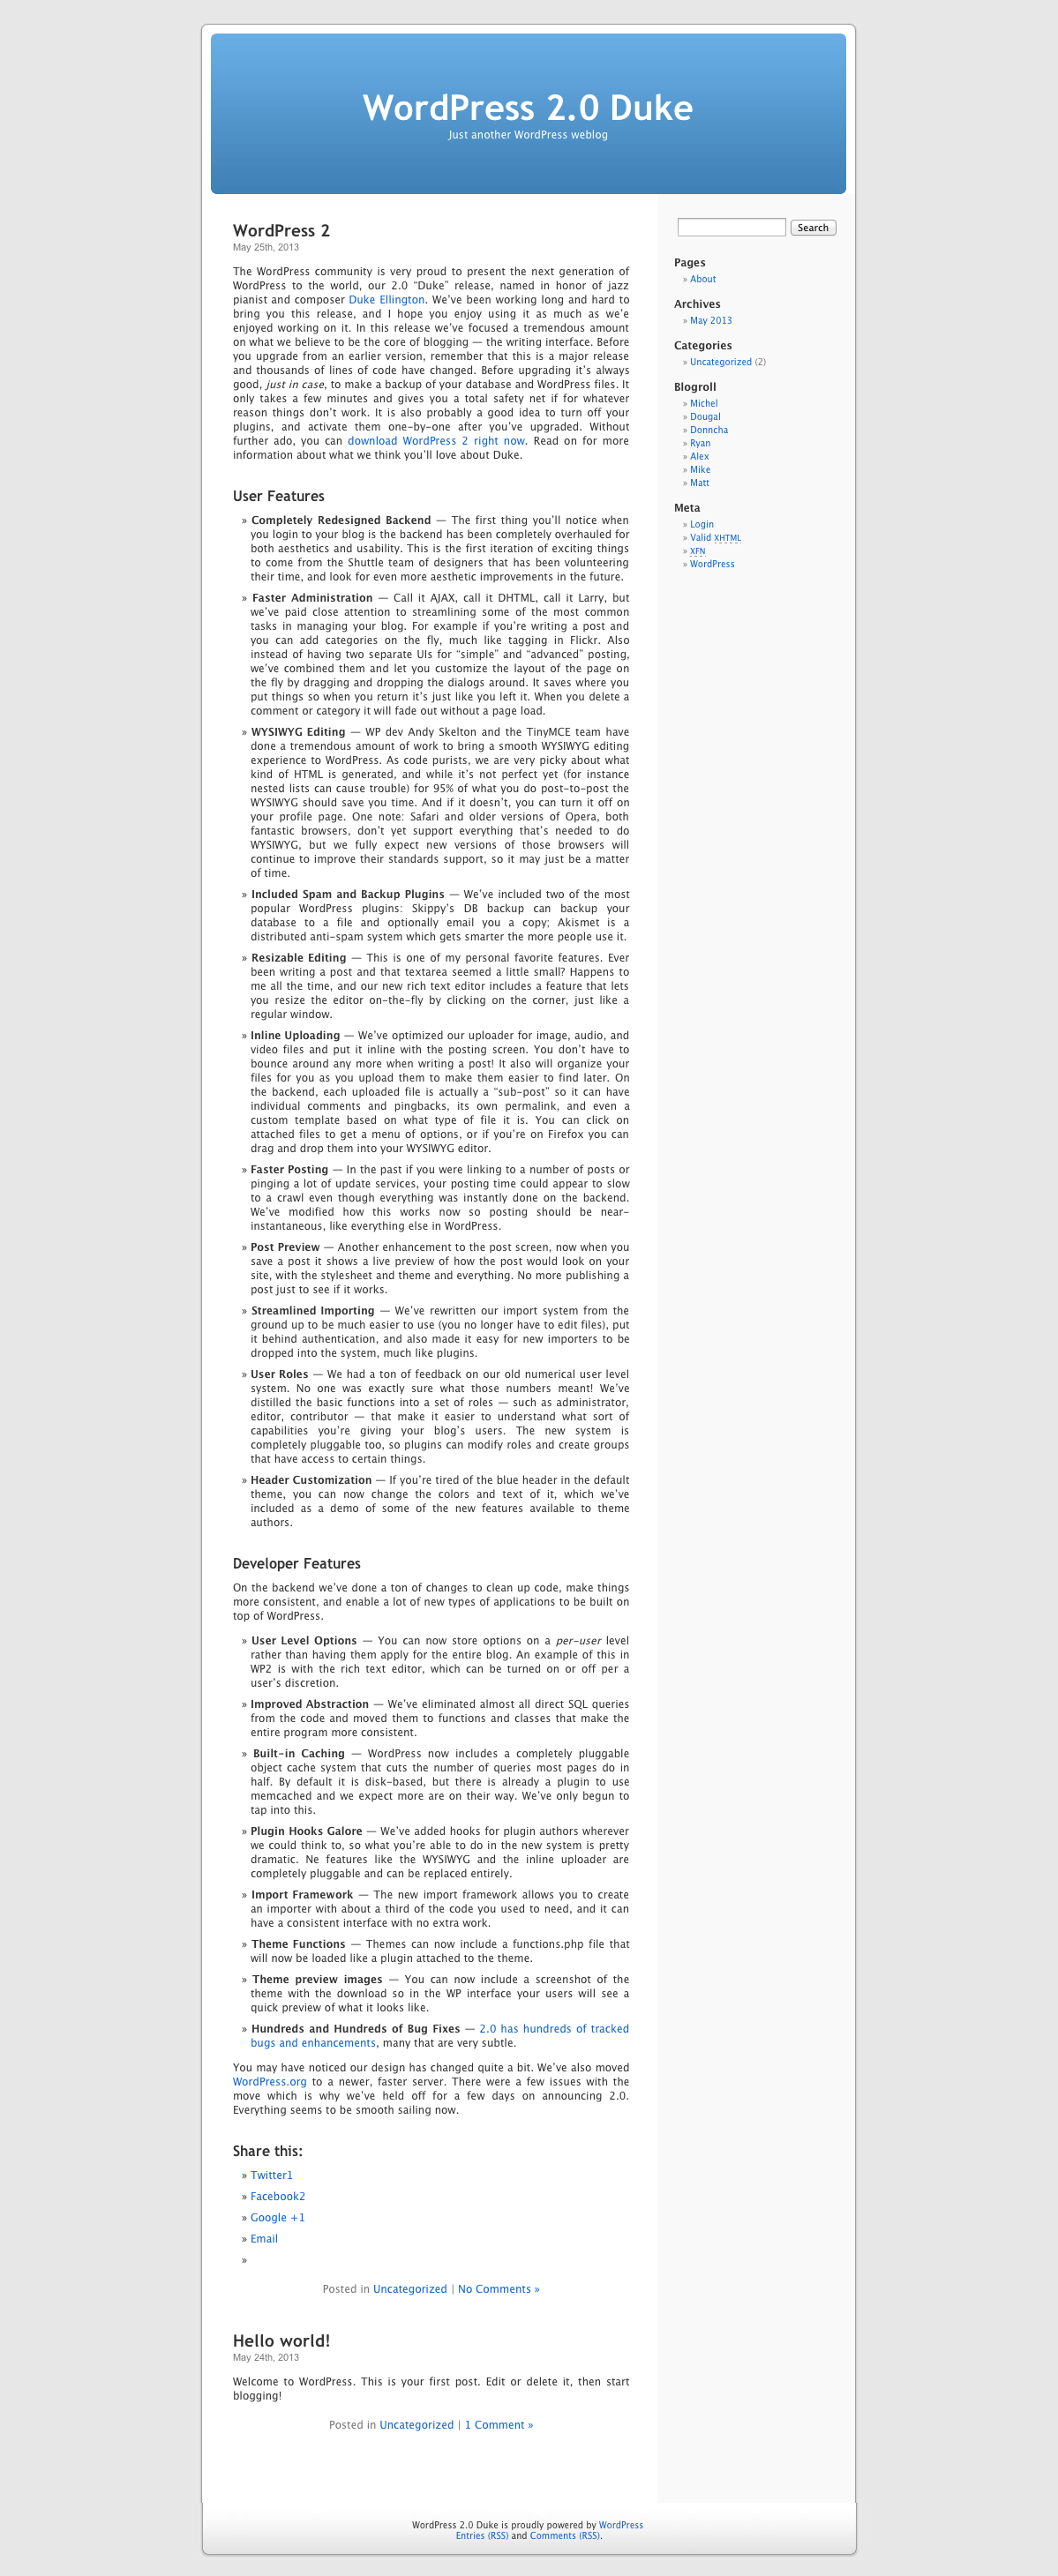 WordPress 2.0 Duke
Just another WordPress weblog
WordPress 2
May 25th, 2013
The WordPress community is very proud to present the next generation of
WordPress to the world, our 2.0 “Duke” release, named in honor of jazz
pianist and composer Duke Ellington. We’ve been working long and hard to
bring you this release, and I hope you enjoy using it as much as we’e
enjoyed working on it. In this release we’ve focused a tremendous amount
on what we believe to be the core of blogging — the writing interface. Before
you upgrade from an earlier version, remember that this is a major release
and thousands of lines of code have changed. Before upgrading it’s always
good, just in case, to make a backup of your database and WordPress files. It
only takes a few minutes and gives you a total safety net if for whatever
reason things don’t work. It is also probably a good idea to turn off your
plugins, and activate them one-by-one after you’ve upgraded. Without
further ado, you can download WordPress 2 right now. Read on for more
information about what we think you’ll love about Duke.
User Features
» Completely Redesigned Backend — The first thing you’ll notice when
you login to your blog is the backend has been completely overhauled for
both aesthetics and usability. This is the first iteration of exciting things
to come from the Shuttle team of designers that has been volunteering
their time, and look for even more aesthetic improvements in the future.
» Faster Administration — Call it AJAX, call it DHTML, call it Larry, but
we’ve paid close attention to streamlining some of the most common
tasks in managing your blog. For example if you’re writing a post and
you can add categories on the fly, much like tagging in Flickr. Also
instead of having two separate UIs for “simple” and “advanced” posting,
we’ve combined them and let you customize the layout of the page on
the fly by dragging and dropping the dialogs around. It saves where you
put things so when you return it’s just like you left it. When you delete a
comment or category it will fade out without a page load.
» WYSIWYG Editing — WP dev Andy Skelton and the TinyMCE team have
done a tremendous amount of work to bring a smooth WYSIWYG editing
experience to WordPress. As code purists, we are very picky about what
kind of HTML is generated, and while it’s not perfect yet (for instance
nested lists can cause trouble) for 95% of what you do post-to-post the
WYSIWYG should save you time. And if it doesn’t, you can turn it off on
your profile page. One note: Safari and older versions of Opera, both
fantastic browsers, don’t yet support everything that’s needed to do
WYSIWYG, but we fully expect new versions of those browsers will
continue to improve their standards support, so it may just be a matter
of time.
» Included Spam and Backup Plugins — We’ve included two of the most
popular WordPress plugins: Skippy’s DB backup can backup your
database to a file and optionally email you a copy; Akismet is a
distributed anti-spam system which gets smarter the more people use it.
» Resizable Editing — This is one of my personal favorite features. Ever
been writing a post and that textarea seemed a little small? Happens to
me all the time, and our new rich text editor includes a feature that lets
you resize the editor on-the-fly by clicking on the corner, just like a
regular window.
» Inline Uploading — We’ve optimized our uploader for image, audio, and
video files and put it inline with the posting screen. You don’t have to
bounce around any more when writing a post! It also will organize your
files for you as you upload them to make them easier to find later. On
the backend, each uploaded file is actually a “sub-post” so it can have
individual comments and pingbacks, its own permalink, and even a
custom template based on what type of file it is. You can click on
attached files to get a menu of options, or if you’re on Firefox you can
drag and drop them into your WYSIWYG editor.
» Faster Posting — In the past if you were linking to a number of posts or
pinging a lot of update services, your posting time could appear to slow
to a crawl even though everything was instantly done on the backend.
We’ve modified how this works now so posting should be near-
instantaneous, like everything else in WordPress.
» Post Preview — Another enhancement to the post screen, now when you
save a post it shows a live preview of how the post would look on your
site, with the stylesheet and theme and everything. No more publishing a
post just to see if it works.
» Streamlined Importing — We’ve rewritten our import system from the
ground up to be much easier to use (you no longer have to edit files), put
it behind authentication, and also made it easy for new importers to be
dropped into the system, much like plugins.
» User Roles — We had a ton of feedback on our old numerical user level
system. No one was exactly sure what those numbers meant! We’ve
distilled the basic functions into a set of roles — such as administrator,
editor, contributor — that make it easier to understand what sort of
capabilities you’re giving your blog’s users. The new system is
completely pluggable too, so plugins can modify roles and create groups
that have access to certain things.
» Header Customization — If you’re tired of the blue header in the default
theme, you can now change the colors and text of it, which we’ve
included as a demo of some of the new features available to theme
authors.
Developer Features
On the backend we’ve done a ton of changes to clean up code, make things
more consistent, and enable a lot of new types of applications to be built on
top of WordPress.
» User Level Options — You can now store options on a per-user level
rather than having them apply for the entire blog. An example of this in
WP2 is with the rich text editor, which can be turned on or off per a
user’s discretion.
» Improved Abstraction — We’ve eliminated almost all direct SQL queries
from the code and moved them to functions and classes that make the
entire program more consistent.
» Built-in Caching — WordPress now includes a completely pluggable
object cache system that cuts the number of queries most pages do in
half. By default it is disk-based, but there is already a plugin to use
memcached and we expect more are on their way. We’ve only begun to
tap into this.
» Plugin Hooks Galore — We’ve added hooks for plugin authors wherever
we could think to, so what you’re able to do in the new system is pretty
dramatic. Ne features like the WYSIWYG and the inline uploader are
completely pluggable and can be replaced entirely.
» Import Framework — The new import framework allows you to create
an importer with about a third of the code you used to need, and it can
have a consistent interface with no extra work.
» Theme Functions — Themes can now include a functions.php file that
will now be loaded like a plugin attached to the theme.
» Theme preview images — You can now include a screenshot of the
theme with the download so in the WP interface your users will see a
quick preview of what it looks like.
» Hundreds and Hundreds of Bug Fixes — 2.0 has hundreds of tracked
bugs and enhancements, many that are very subtle.
You may have noticed our design has changed quite a bit. We’ve also moved
WordPress.org to a newer, faster server. There were a few issues with the
move which is why we’ve held off for a few days on announcing 2.0.
Everything seems to be smooth sailing now.
Share this:
» Twitter1
» Facebook2
» Google +1
» Email
»
Posted in Uncategorized | No Comments »
Hello world!
May 24th, 2013
Welcome to WordPress. This is your first post. Edit or delete it, then start
blogging!
Posted in Uncategorized | 1 Comment »
Search
Pages
» About
Archives
» May 2013
Categories
» Uncategorized (2)
Blogroll
» Michel
» Dougal
» Donncha
» Ryan
» Alex
» Mike
» Matt
Meta
» Login
» Valid XHTML
» XFN
» WordPress
WordPress 2.0 Duke is proudly powered by WordPress
Entries (RSS) and Comments (RSS).